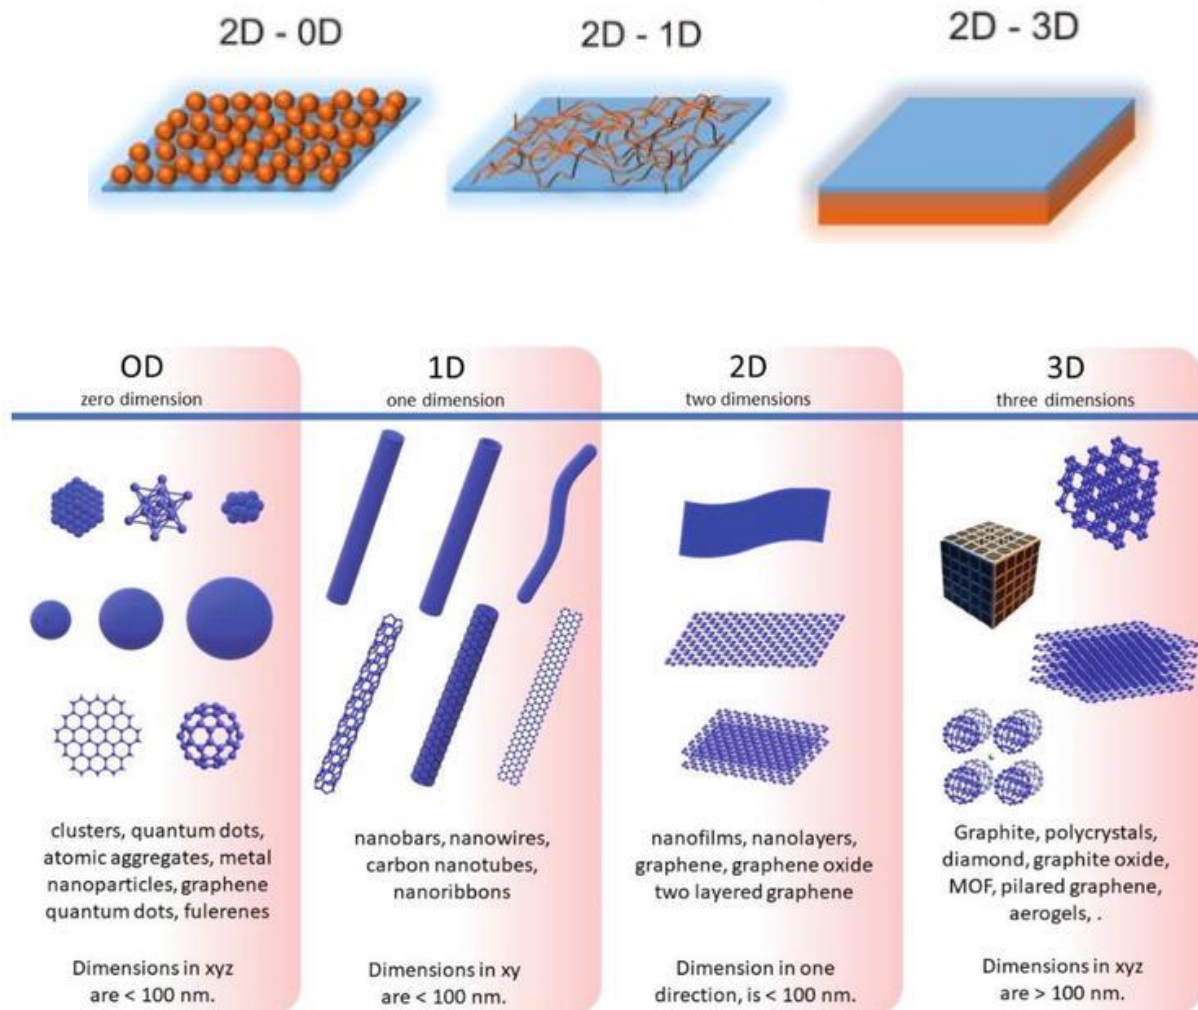 2D - 0D
2D - 1D
2D - 3D
OD
zero dimension
1D
one dimension
2D
two dimensions
3D
three dimensions
clusters, quantum dots,
atomic aggregates, metal
nanoparticles, graphene
quantum dots, fulerenes
Dimensions in xyz
are < 100 nm.
nanobars, nanowires,
carbon nanotubes,
nanoribbons
Dimensions in xy
are < 100 nm.
nanofilms, nanolayers,
graphene, graphene oxide
two layered graphene
Dimension in one
direction, is < 100 nm.
Graphite, polycrystals,
diamond, graphite oxide,
MOF, pilared graphene,
aerogels, .
Dimensions in xyz
are > 100 nm.